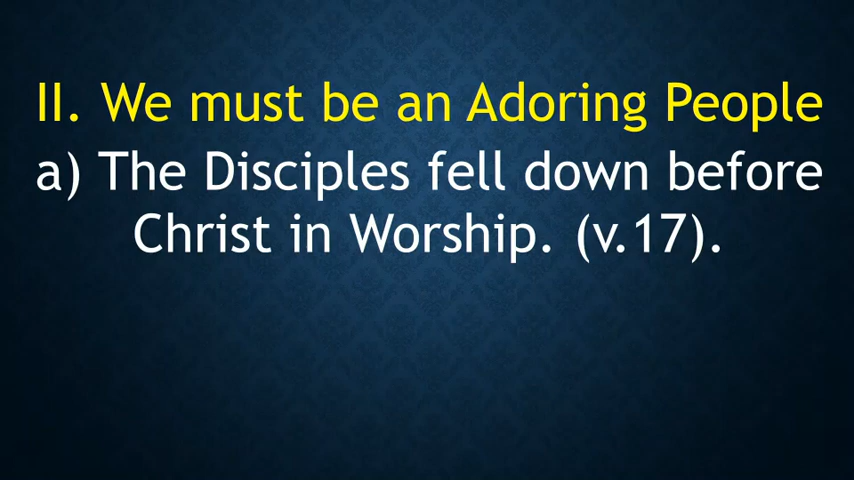 II. We must be an Adoring People
a) The Disciples fell down before
Christ in Worship. (v.17).